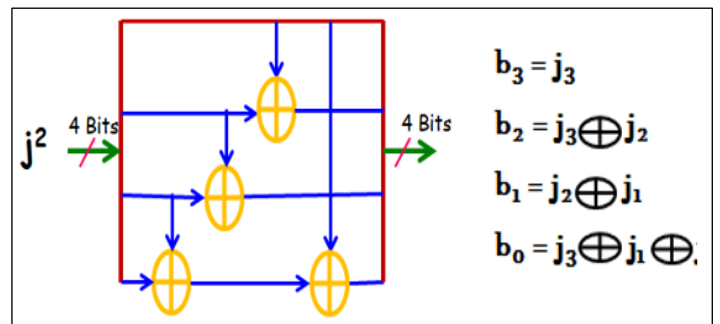 j² 4 Bits 4 Bits
b₃ = j₃
b₂ = j₃⊕j₂
b₁ = j₂⊕j₁
b₀ = j₃⊕j₁⊕